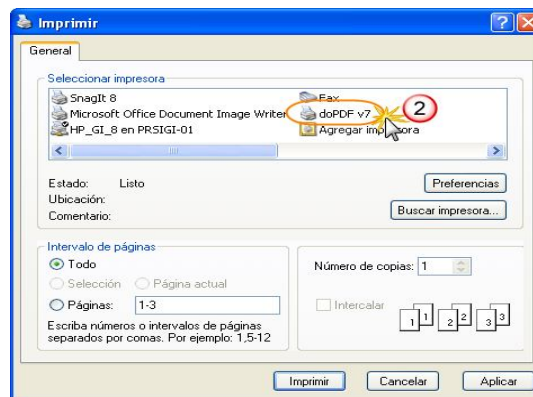 Imprimir
General
Seleccionar impresora
SnagIt 8
Microsoft Office Document Image Writer
HP_GI_8 en PRSIGI-01
Fax
doPDF v7
2
Agregar impresora
Estado: Listo
Ubicación:
Comentario:
Preferencias
Buscar impresora...
Intervalo de páginas
Todo
Selección Página actual
Páginas: 1-3
Escriba números o intervalos de páginas
separados por comas. Por ejemplo: 1,5-12
Número de copias: 1
Intercalar
1 1 2 2 3 3
Imprimir Cancelar Aplicar